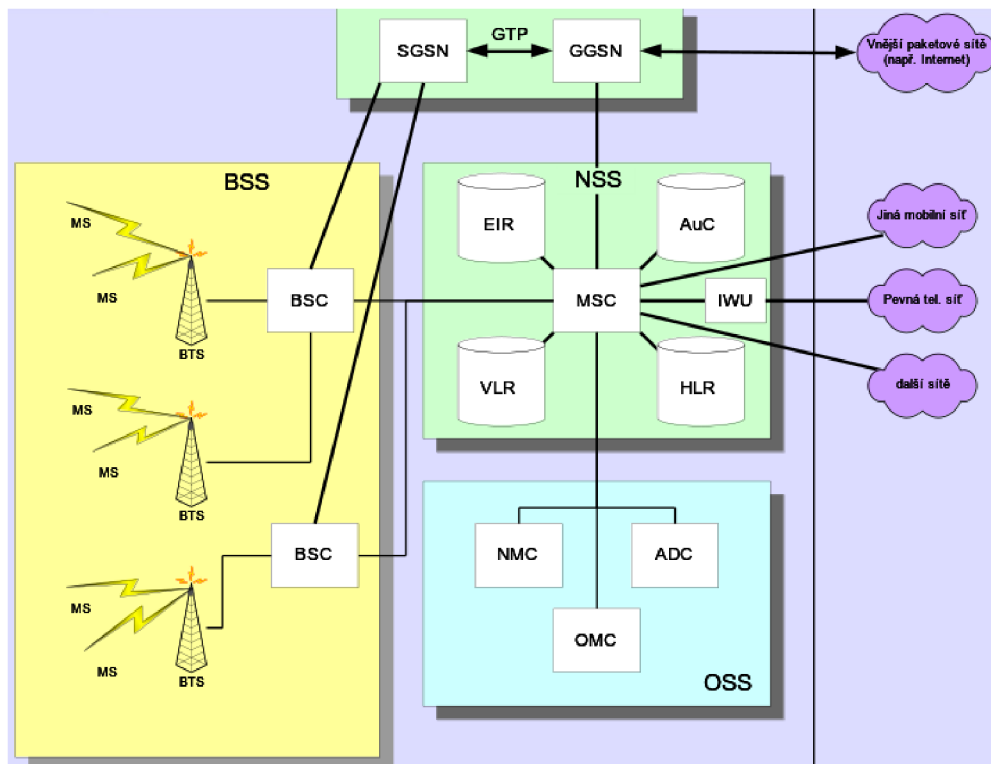 SGSN
GTP
GGSN
Vnější paketové sítě
(např. Internet)
BSS
MS
MS
BTS
BSC
MS
MS
BTS
BSC
MS
MS
BTS
NSS
EIR
AuC
MSC
IWU
VLR
HLR
Jiná mobilní síť
Pevná tel. síť
další sítě
NMC
ADC
OMC
OSS